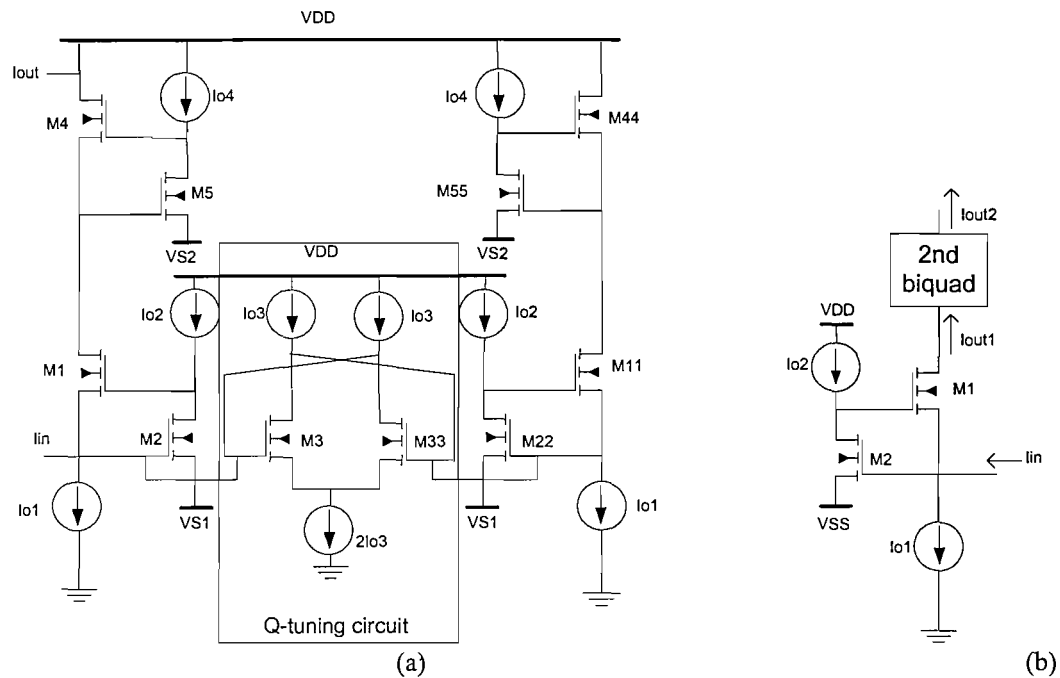 VDD
Iout
Io4
Io4
M4
M44
M5
M55
VS2
VS2
VDD
Io2
Io3
Io3
Io2
M1
M11
Iin
M2
M3
M33
M22
Io1
VS1
VS1
Io1
2Io3
Q-tuning circuit
(a)
Iout2
2nd
biquad
VDD
Iout1
Io2
M1
M2
Iin
VSS
Io1
(b)